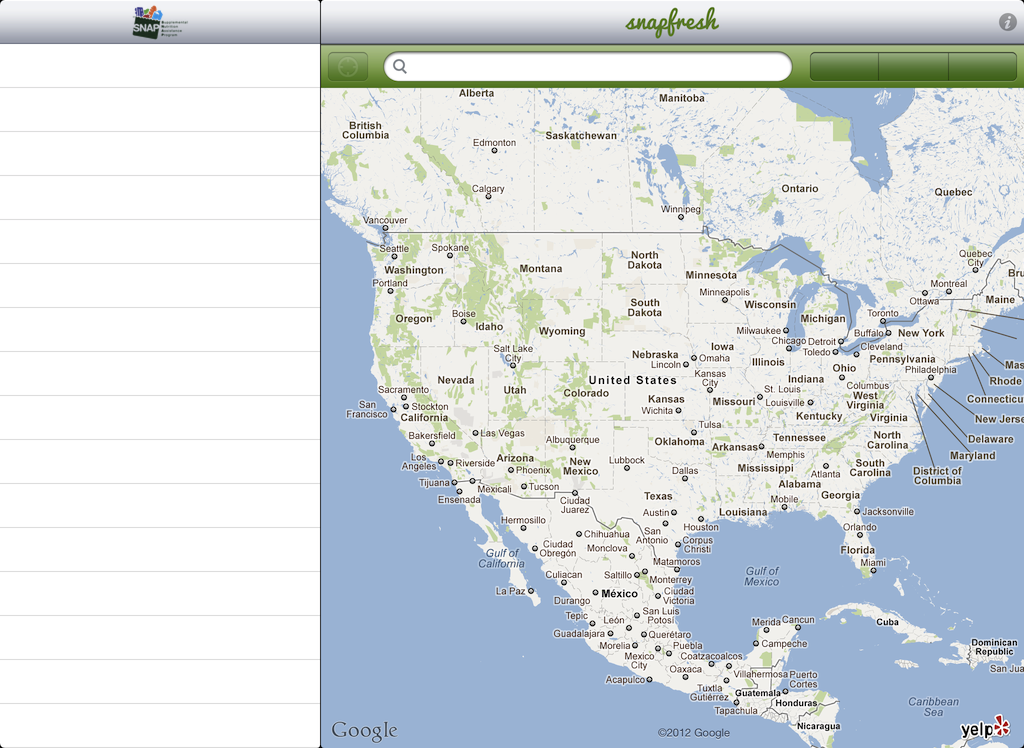 SNAP
Supplemental
Nutrition
Assistance
Program
snapfresh
i
Alberta
Manitoba
British
Columbia
Saskatchewan
Edmonton
Calgary
Ontario
Quebec
Winnipeg
Vancouver
Seattle
Spokane
Washington
Montana
North
Dakota
Minnesota
Quebec
City
Portland
Minneapolis
Montréal
Bru
Ottawa
Maine
Oregon
Boise
Idaho
South
Dakota
Wisconsin
Michigan
Toronto
Wyoming
Milwaukee
Buffalo
New York
Salt Lake
City
Iowa
Chicago
Detroit
Toledo
Cleveland
Nebraska
Omaha
Lincoln
Illinois
Pennsylvania
Mas
Nevada
Utah
Colorado
United States
Kansas
City
Indiana
Ohio
Philadelphia
Rhode
Columbus
Sacramento
Stockton
San
Francisco
California
Kansas
Wichita
Missouri
St. Louis
Louisville
West
Virginia
Connecticu
Kentucky
Virginia
New Jerse
Bakersfield
Las Vegas
Albuquerque
Tulsa
Oklahoma
Arkansas
Tennessee
Memphis
North
Carolina
Delaware
Maryland
Los
Angeles
Riverside
Arizona
Phoenix
New
Mexico
Lubbock
Dallas
Mississippi
Atlanta
South
Carolina
District of
Columbia
Tijuana
Mexicali
Tucson
Alabama
Ensenada
Ciudad
Juarez
Texas
Georgia
Mobile
Austin
Louisiana
Jacksonville
Hermosillo
San
Antonio
Houston
Orlando
Chihuahua
Gulf of
California
Ciudad
Obregón
Monclova
Corpus
Christi
Florida
Matamoros
Miami
Culiacan
Saltillo
Monterrey
Gulf of
Mexico
La Paz
Durango
México
Ciudad
Victoria
Tepic
León
San Luis
Potosí
Merida
Cancun
Cuba
Guadalajara
Querétaro
Campeche
Morelia
Mexico
City
Puebla
Coatzacoalcos
Dominican
Republic
San Jua
Oaxaca
Villahermosa
Puerto
Cortes
Acapulco
Tuxtla
Gutiérrez
Guatemala
Tapachula
Honduras
Caribbean
Sea
Nicaragua
Google
©2012 Google
yelp